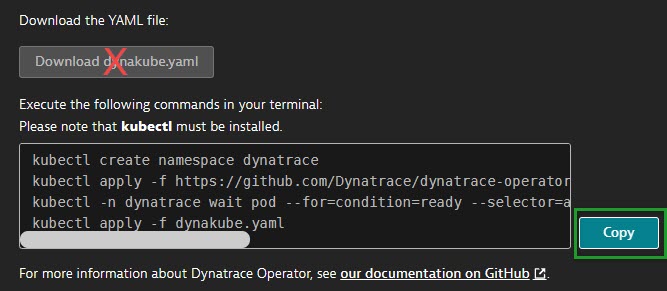 Download the YAML file:
Download dynakube.yaml
Execute the following commands in your terminal:
Please note that kubectl must be installed.
kubectl create namespace dynatrace
kubectl apply -f https://github.com/Dynatrace/dynatrace-operator
kubectl -n dynatrace wait pod --for=condition=ready --selector=a
kubectl apply -f dynakube.yaml
Copy
For more information about Dynatrace Operator, see our documentation on GitHub.